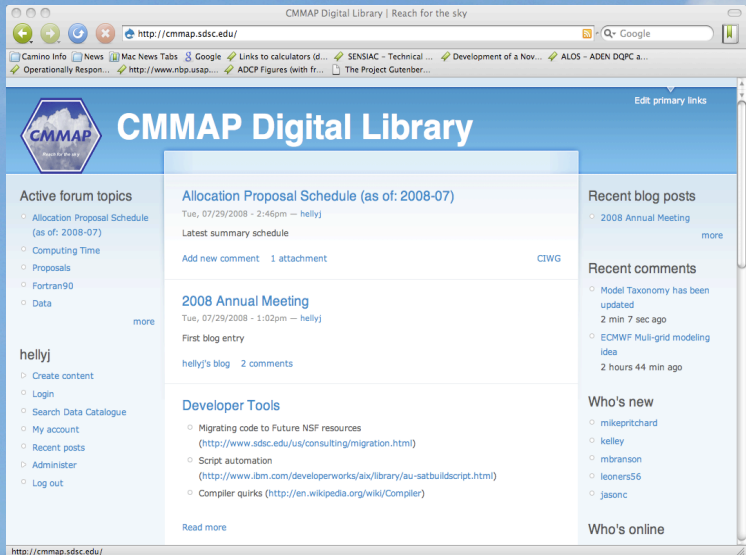 CMMAP Digital Library | Reach for the sky
http://cmmap.sdsc.edu/
Google
Camino Info
News
Mac News Tabs
Google
Links to calculators (d...
SENSIAC – Technical ...
Development of a Nov...
ALOS – ADEN DQPC a...
Operationally Respon...
http://www.nbp.usap....
ADCP Figures (with fr...
The Project Gutenber...
Edit primary links
CMMAP
Reach for the sky
CMMAP Digital Library
Active forum topics
Allocation Proposal Schedule
(as of: 2008-07)
Computing Time
Proposals
Fortran90
Data
more
hellyj
Create content
Login
Search Data Catalogue
My account
Recent posts
Administer
Log out
Allocation Proposal Schedule (as of: 2008-07)
Tue, 07/29/2008 - 2:46pm — hellyj
Latest summary schedule
Add new comment 1 attachment CIWG
2008 Annual Meeting
Tue, 07/29/2008 - 1:02pm — hellyj
First blog entry
hellyj's blog 2 comments
Developer Tools
Migrating code to Future NSF resources
(http://www.sdsc.edu/us/consulting/migration.html)
Script automation
(http://www.ibm.com/developerworks/aix/library/au-satbuildscript.html)
Compiler quirks (http://en.wikipedia.org/wiki/Compiler)
Read more
Recent blog posts
2008 Annual Meeting
more
Recent comments
Model Taxonomy has been
updated
2 min 7 sec ago
ECMWF Muli-grid modeling
idea
2 hours 44 min ago
Who's new
mikepritchard
kelley
mbranson
leoners56
jasonc
Who's online
http://cmmap.sdsc.edu/